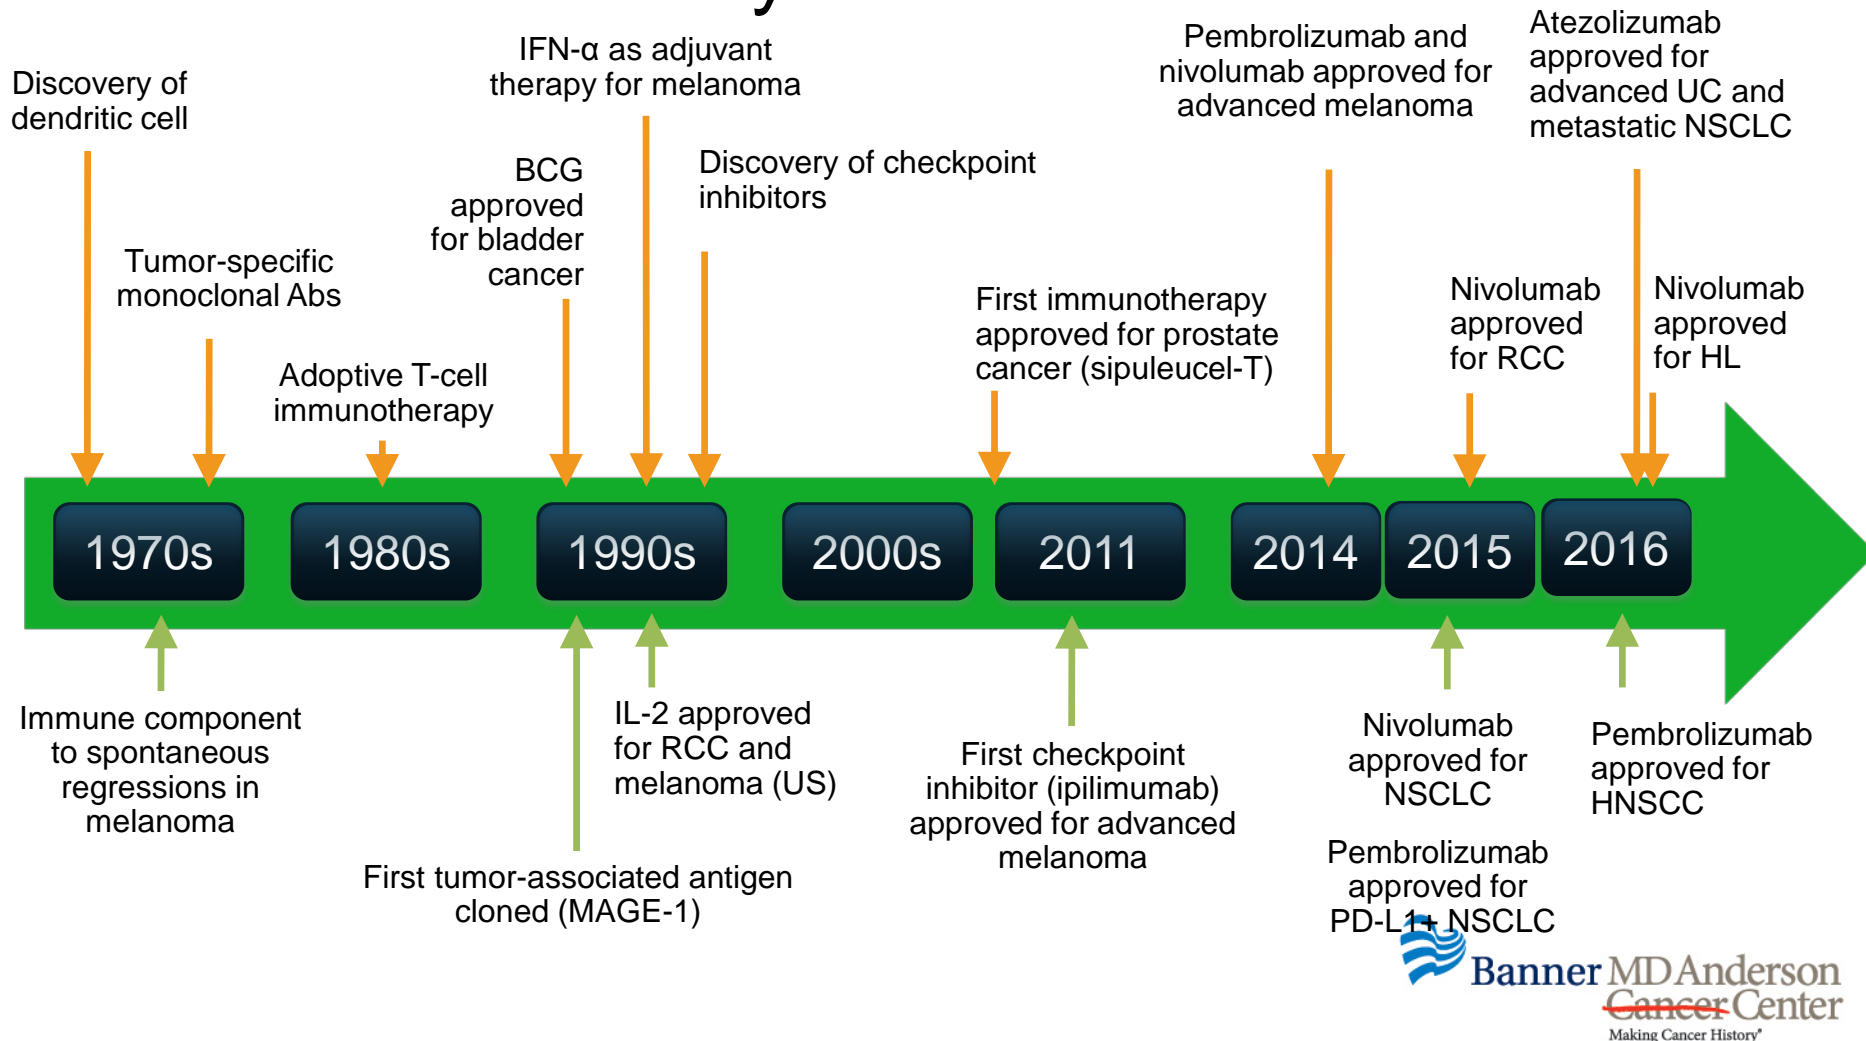 Discovery of
dendritic cell
Tumor-specific
monoclonal Abs
Adoptive T-cell
immunotherapy
BCG
approved
for bladder
cancer
IFN-α as adjuvant
therapy for melanoma
Discovery of checkpoint
inhibitors
First immunotherapy
approved for prostate
cancer (sipuleucel-T)
Pembrolizumab and
nivolumab approved for
advanced melanoma
Nivolumab
approved
for RCC
Atezolizumab
approved for
advanced UC and
metastatic NSCLC
Nivolumab
approved
for HL
1970s
1980s
1990s
2000s
2011
2014
2015
2016
Immune component
to spontaneous
regressions in
melanoma
First tumor-associated antigen
cloned (MAGE-1)
IL-2 approved
for RCC and
melanoma (US)
First checkpoint
inhibitor (ipilimumab)
approved for advanced
melanoma
Nivolumab
approved for
NSCLC
Pembrolizumab
approved for
PD-L1+ NSCLC
Pembrolizumab
approved for
HNSCC
Banner MDAnderson
Cancer Center
Making Cancer History®